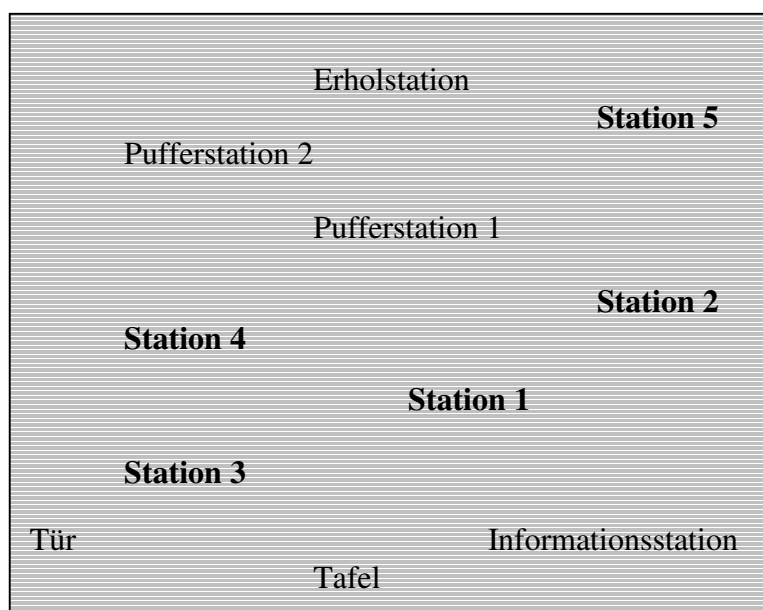 Erholstation
Station 5
Pufferstation 2
Pufferstation 1
Station 2
Station 4
Station 1
Station 3
Tür Informationsstation
Tafel